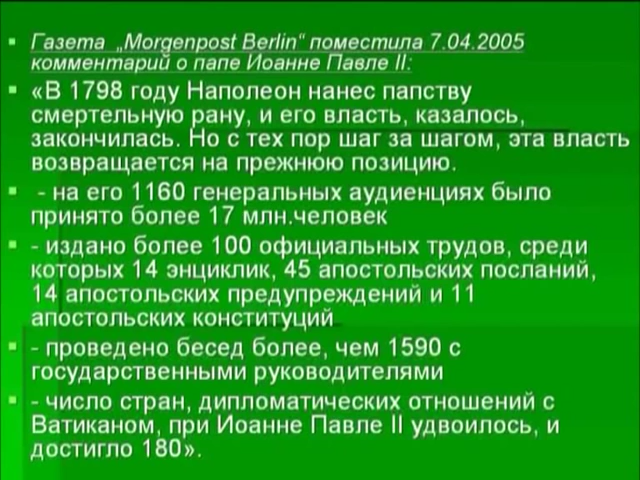 Газета „Morgenpost Berlin“ поместила 7.04.2005
комментарий о папе Иоанне Павле II:
«В 1798 году Наполеон нанес папству
смертельную рану, и его власть, казалось,
закончилась. Но с тех пор шаг за шагом, эта власть
возвращается на прежнюю позицию.
- на его 1160 генеральных аудиенциях было
принято более 17 млн.человек
- издано более 100 официальных трудов, среди
которых 14 энциклик, 45 апостольских посланий,
14 апостольских предупреждений и 11
апостольских конституций
- проведено бесед более, чем 1590 с
государственными руководителями
- число стран, дипломатических отношений с
Ватиканом, при Иоанне Павле II удвоилось, и
достигло 180».